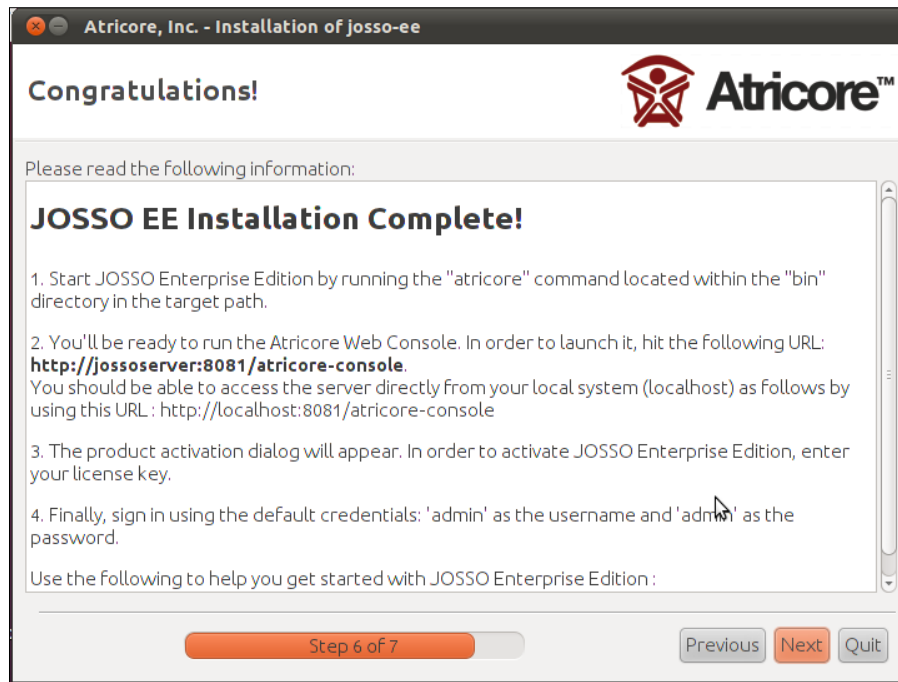 Atricore, Inc. - Installation of josso-ee
Congratulations!
Atricore™
Please read the following information:
JOSSO EE Installation Complete!
1. Start JOSSO Enterprise Edition by running the "atricore" command located within the "bin"
directory in the target path.
2. You'll be ready to run the Atricore Web Console. In order to launch it, hit the following URL:
http://jossoserver:8081/atricore-console.
You should be able to access the server directly from your local system (localhost) as follows by
using this URL : http://localhost:8081/atricore-console
3. The product activation dialog will appear. In order to activate JOSSO Enterprise Edition, enter
your license key.
4. Finally, sign in using the default credentials: 'admin' as the username and 'admin' as the
password.
Use the following to help you get started with JOSSO Enterprise Edition :
Step 6 of 7
Previous Next Quit